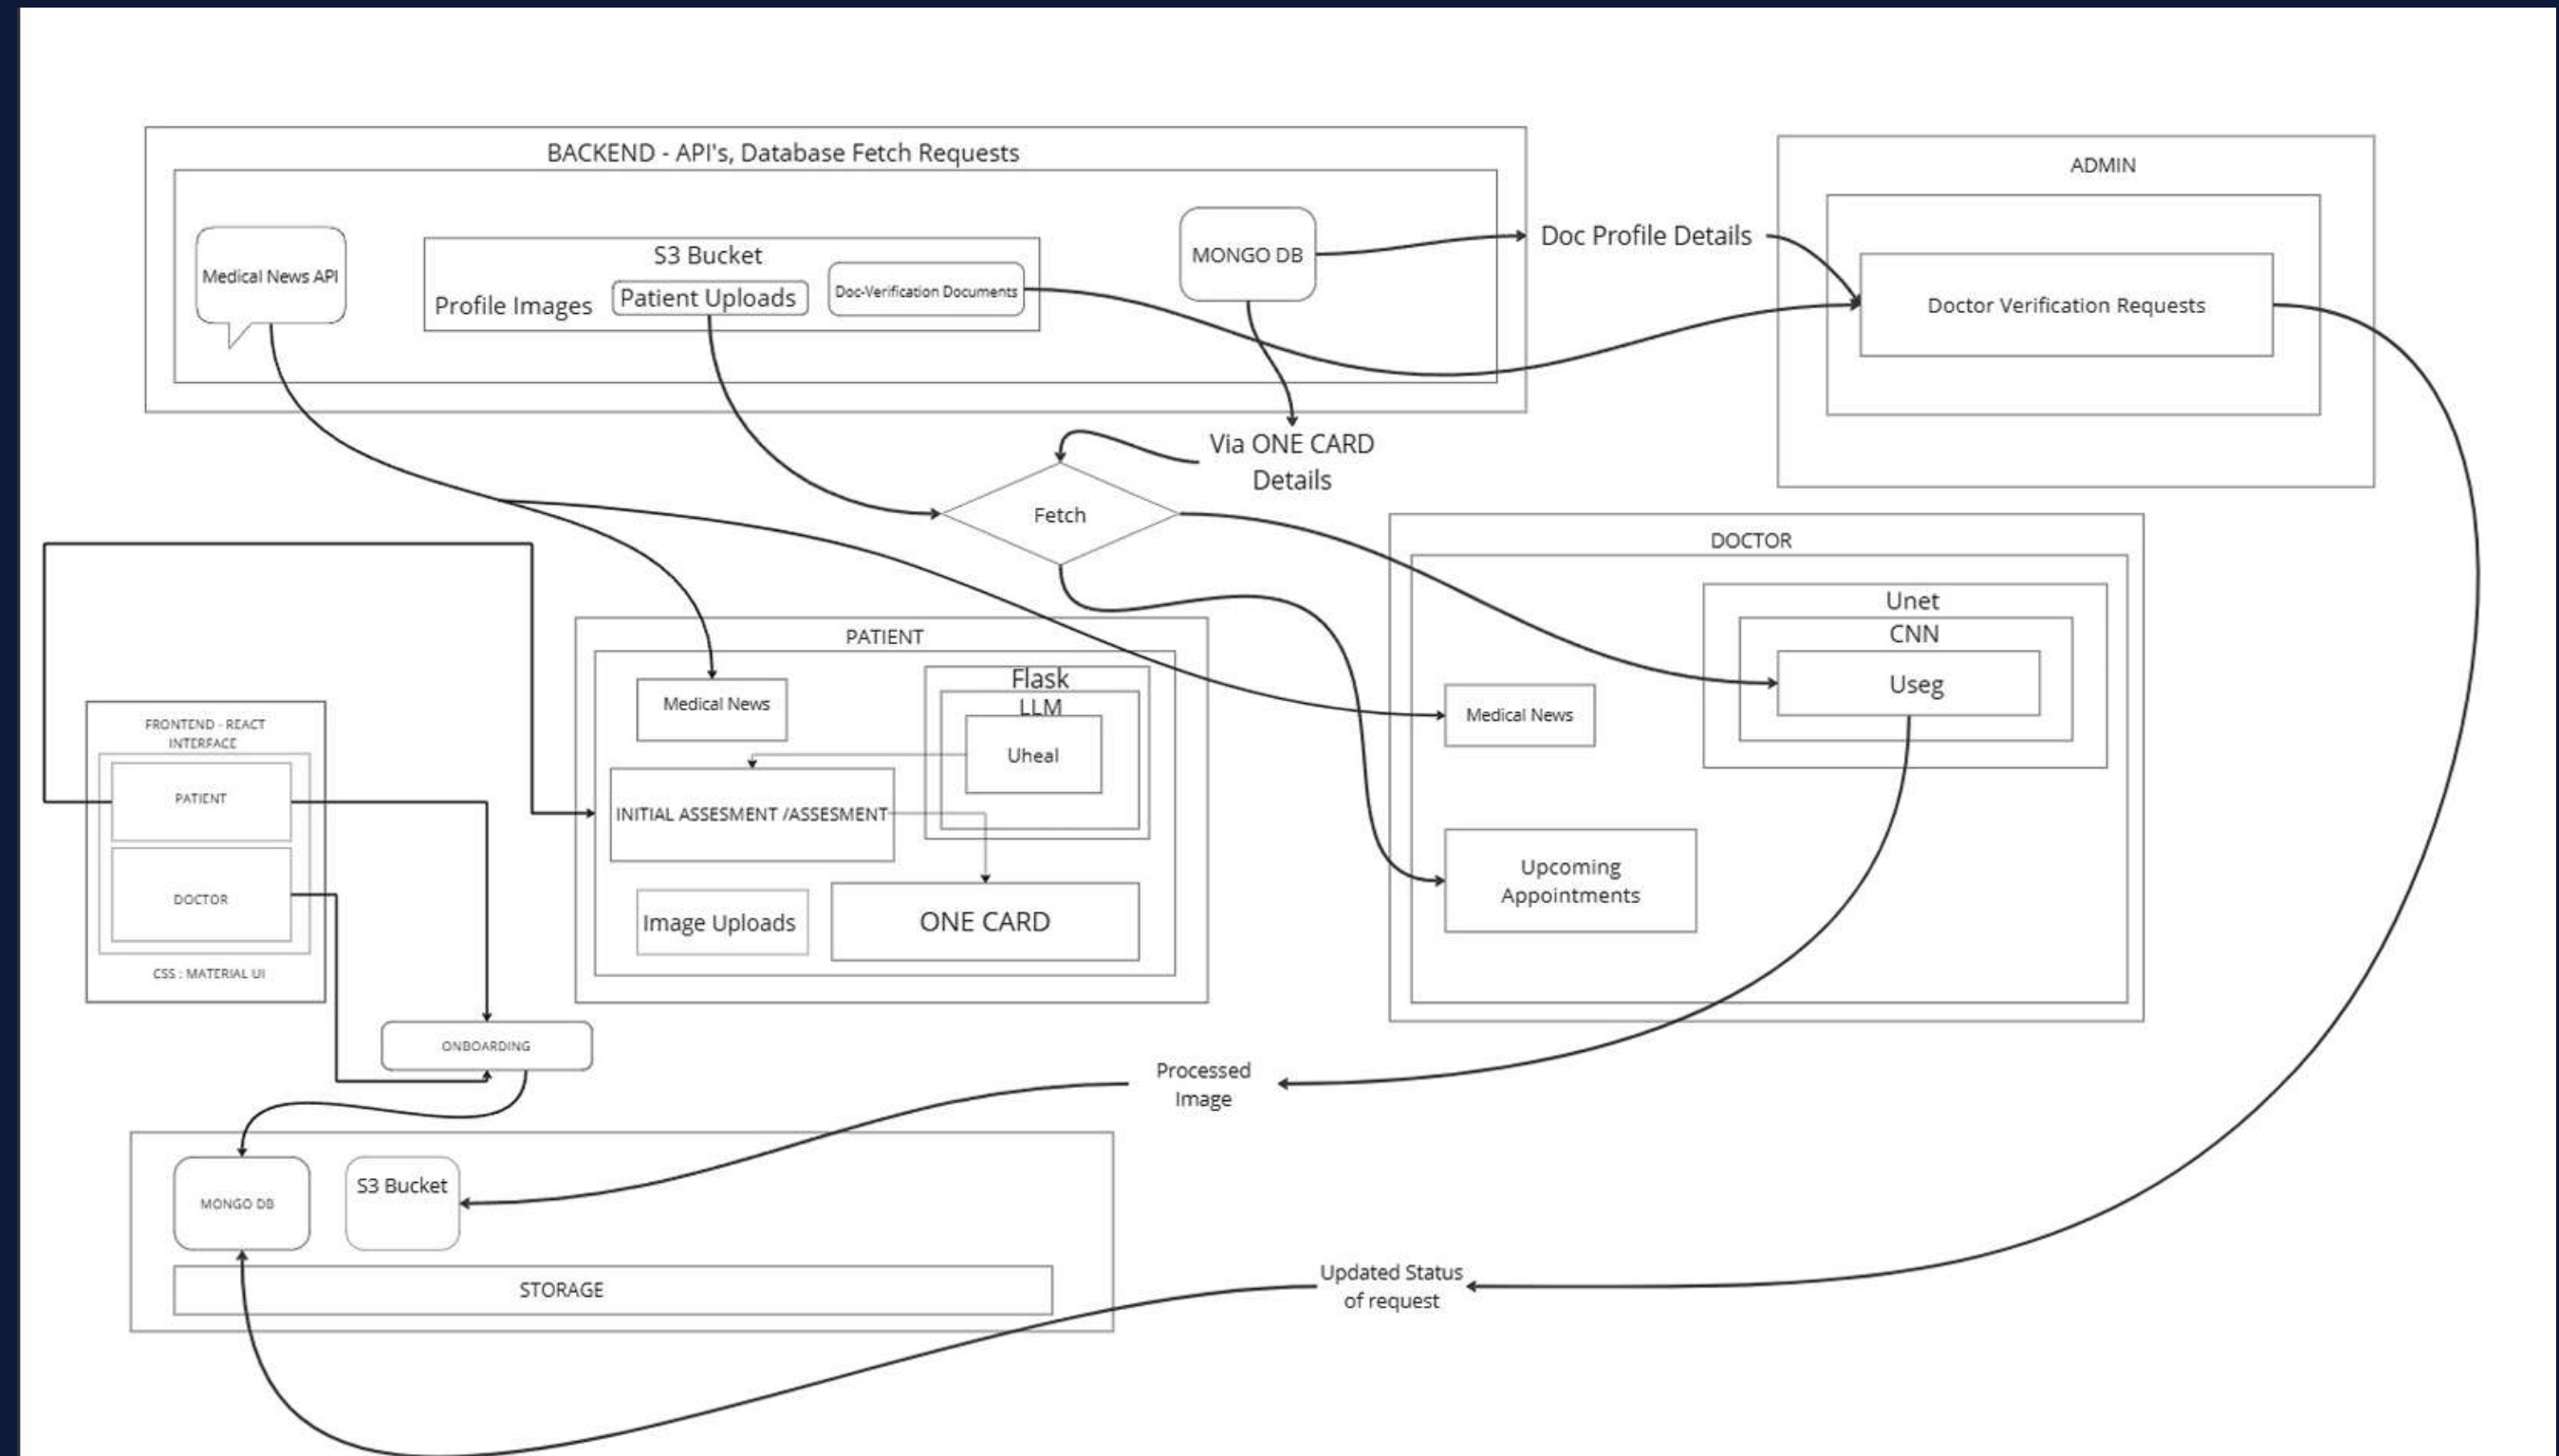 BACKEND - API's, Database Fetch Requests
ADMIN
Medical News API
S3 Bucket
Profile Images
Patient Uploads
Doc-Verification Documents
MONGO DB
Doc Profile Details
Doctor Verification Requests
Via ONE CARD
Details
Fetch
DOCTOR
Unet
CNN
Useg
Medical News
Upcoming
Appointments
PATIENT
Medical News
Flask
LLM
Uheal
INITIAL ASSESMENT /ASSESMENT
Image Uploads
ONE CARD
FRONTEND - REACT
INTERFACE
PATIENT
DOCTOR
CSS : MATERIAL UI
ONBOARDING
Processed
Image
MONGO DB
S3 Bucket
STORAGE
Updated Status
of request